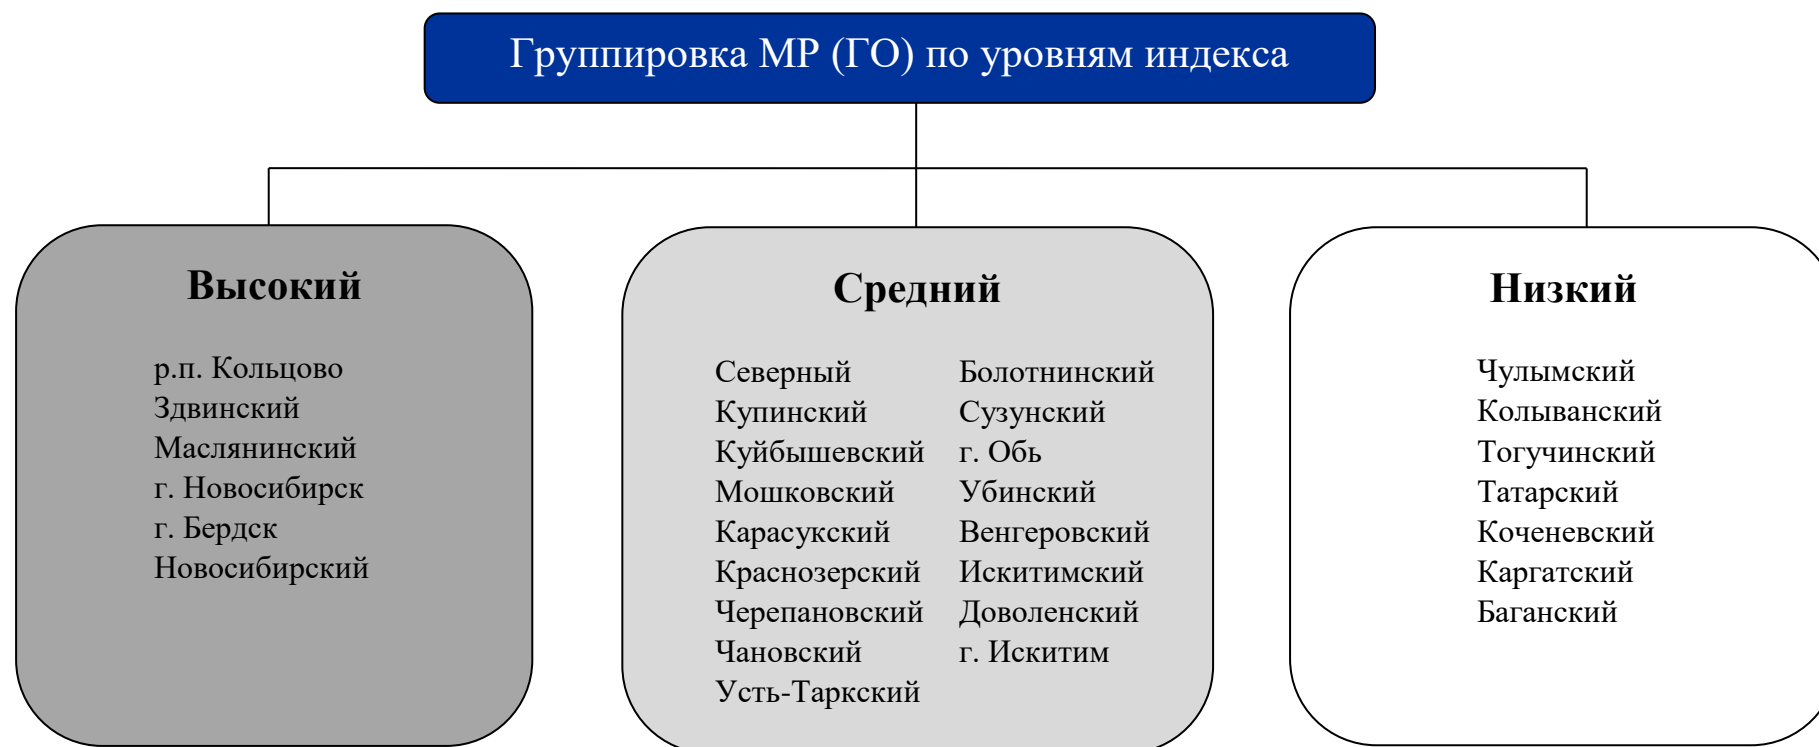 Группировка МР (ГО) по уровням индекса
Высокий
р.п. Кольцово
Здвинский
Маслянинский
г. Новосибирск
г. Бердск
Новосибирский
Средний
Северный
Купинский
Куйбышевский
Мошковский
Карасукский
Краснозерский
Черепановский
Чановский
Усть-Таркский
Болотнинский
Сузунский
г. Обь
Убинский
Венгеровский
Искитимский
Доволенский
г. Искитим
Низкий
Чулымский
Колыванский
Тогучинский
Татарский
Коченевский
Каргатский
Баганский